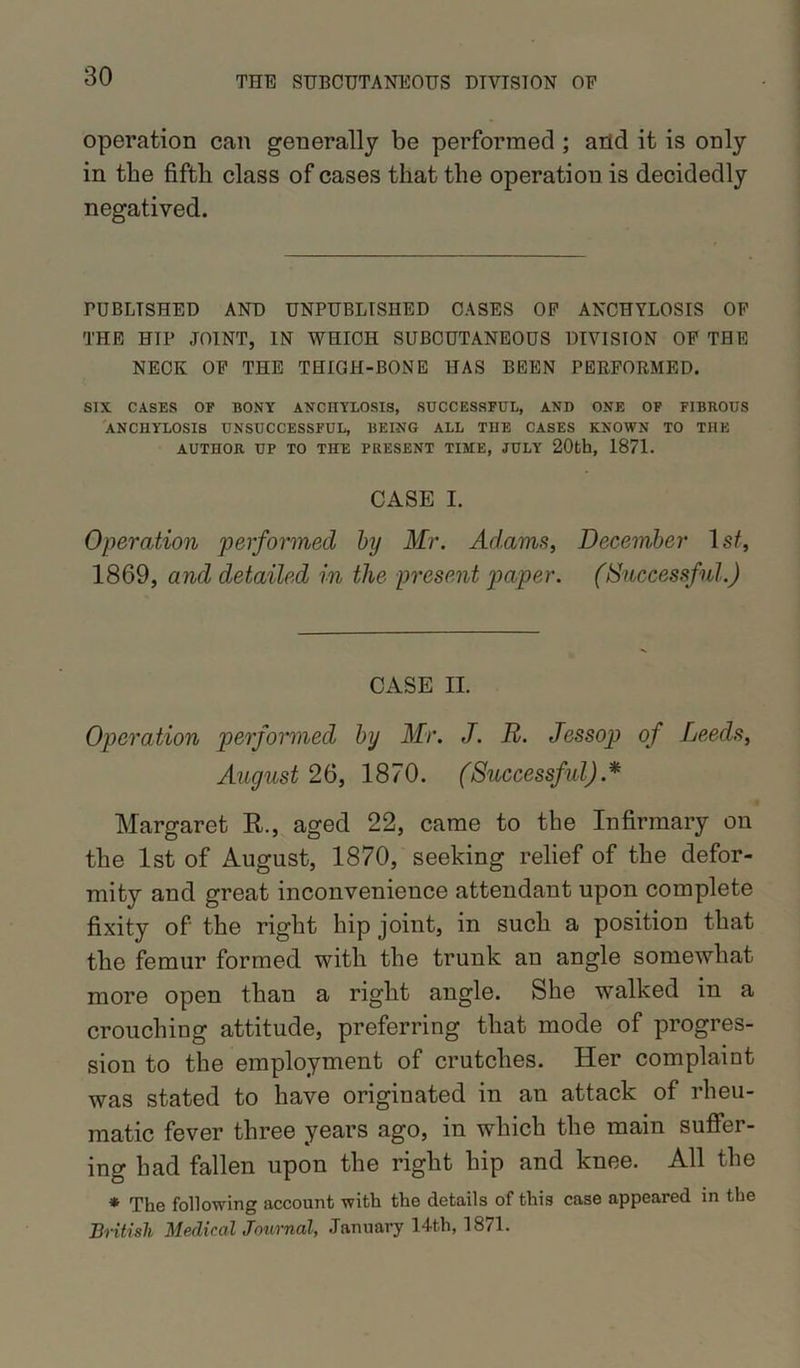 30
THE SUBCUTANEOUS DIVISION OF
operation can generally be performed ; and it is only
in the fifth class of cases that the operation is decidedly
negatived.
PUBLISHED AND UNPUBLISHED CASES OF ANCHYLOSIS OF
THE HIP JOINT, IN WHICH SUBCUTANEOUS DIVISION OF THE
NECK OF THE THIGH-BONE HAS BEEN PERFORMED.
SIX CASES OF BONY ANCHYLOSIS, SUCCESSFUL, AND ONE OF FIBROUS
ANCHYLOSIS UNSUCCESSFUL, BEING ALL THE CASES KNOWN TO THE
AUTHOR UP TO THE PRESENT TIME, JULY 20th, 1871.
CASE I.
Operation performed by Mr. Adams, December 1st,
1869, and detailed in the present paper. (Successful.)
CASE II.
Operation performed by Mr. J. R. Jessop of Leeds,
August 26, 1870. (Successful).*
Margaret R., aged 22, came to the Infirmary on
the 1st of August, 1870, seeking relief of the defor-
mity and great inconvenience attendant upon complete
fixity of the right hip joint, in such a position that
the femur formed with the trunk an angle somewhat
more open than a right angle. She walked in a
crouching attitude, preferring that mode of progres-
sion to the employment of crutches. Her complaint
was stated to have originated in an attack of rheu-
matic fever three years ago, in which the main suffer-
ing had fallen upon the right hip and knee. All the
* The following account with the details of this case appeared in the
British Medical Journal, January 14th, 1871.